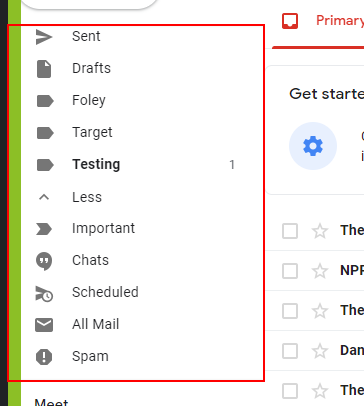 Sent
Drafts
Foley
Target
Testing 1
Less
Important
Chats
Scheduled
All Mail
Spam
Meet
Primary
Get starte
The
NPR
The
Dan
The